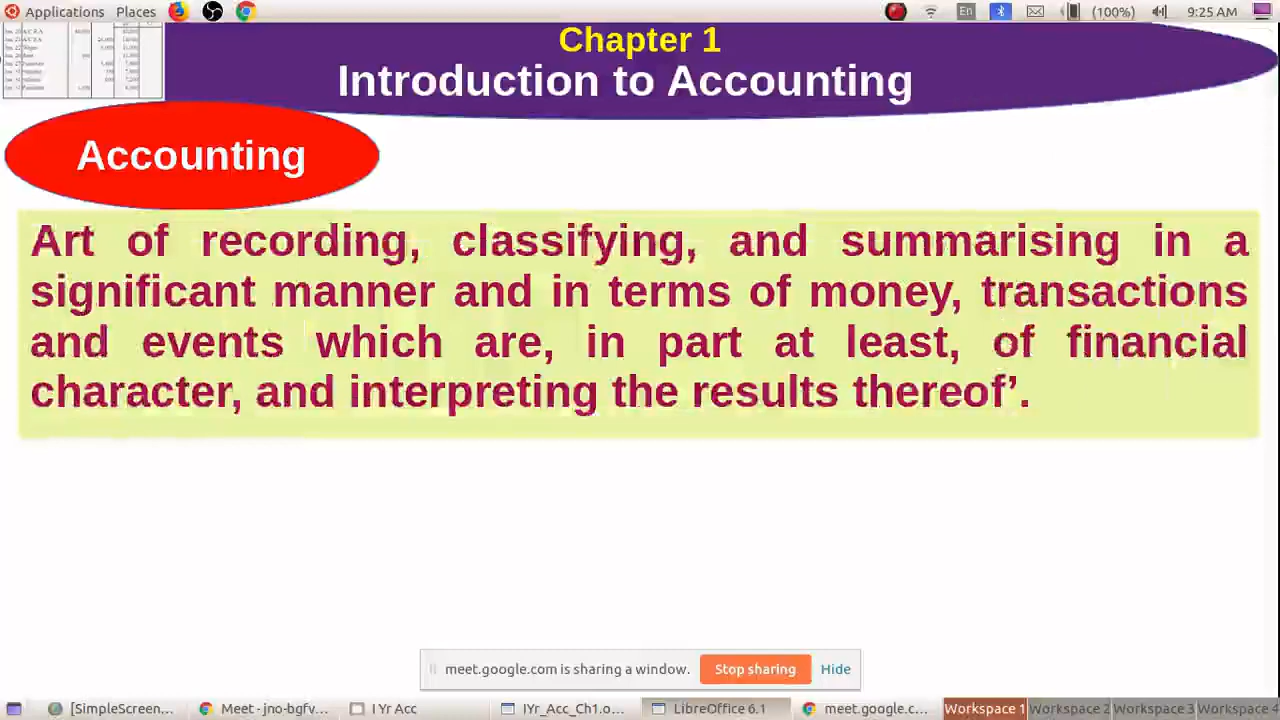 Applications Places En (100%) 9:25 AM
Chapter 1
Introduction to Accounting
Accounting
Art of recording, classifying, and summarising in a
significant manner and in terms of money, transactions
and events which are, in part at least, of financial
character, and interpreting the results thereof’.
meet.google.com is sharing a window. Stop sharing Hide
[SimpleScreen... Meet - jno-bgfv... I Yr Acc IYr_Acc_Ch1.o... LibreOffice 6.1 meet.google.c... Workspace 1 Workspace 2 Workspace 3 Workspace 4